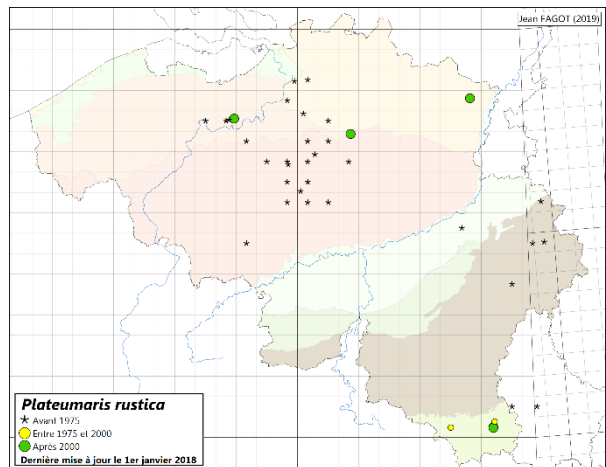 Jean FAGOT (2019)
Plateumaris rustica
Avant 1975
Entre 1975 et 2000
Après 2000
Dernière mise à jour le 1er janvier 2018